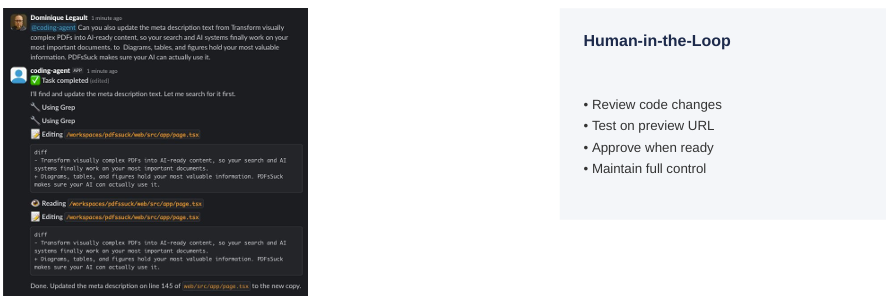 Dominique Legault 1 minute ago
@coding-agent Can you also update the meta description text from Transform visually
complex PDFs into AI-ready content, so your search and AI systems finally work on your
most important documents. to Diagrams, tables, and figures hold your most valuable
information. PDFsSuck makes sure your AI can actually use it.
coding-agent APP 1 minute ago
Task completed (edited)
I'll find and update the meta description text. Let me search for it first.
Using Grep
Using Grep
Editing /workspaces/pdfssuck/web/src/app/page.tsx
diff
- Transform visually complex PDFs into AI-ready content, so your search and AI
systems finally work on your most important documents.
+ Diagrams, tables, and figures hold your most valuable information. PDFsSuck
makes sure your AI can actually use it.
Reading /workspaces/pdfssuck/web/src/app/page.tsx
Editing /workspaces/pdfssuck/web/src/app/page.tsx
diff
- Transform visually complex PDFs into AI-ready content, so your search and AI
systems finally work on your most important documents.
+ Diagrams, tables, and figures hold your most valuable information. PDFsSuck
makes sure your AI can actually use it.
Done. Updated the meta description on line 145 of web/src/app/page.tsx to the new copy.
Human-in-the-Loop
• Review code changes
• Test on preview URL
• Approve when ready
• Maintain full control